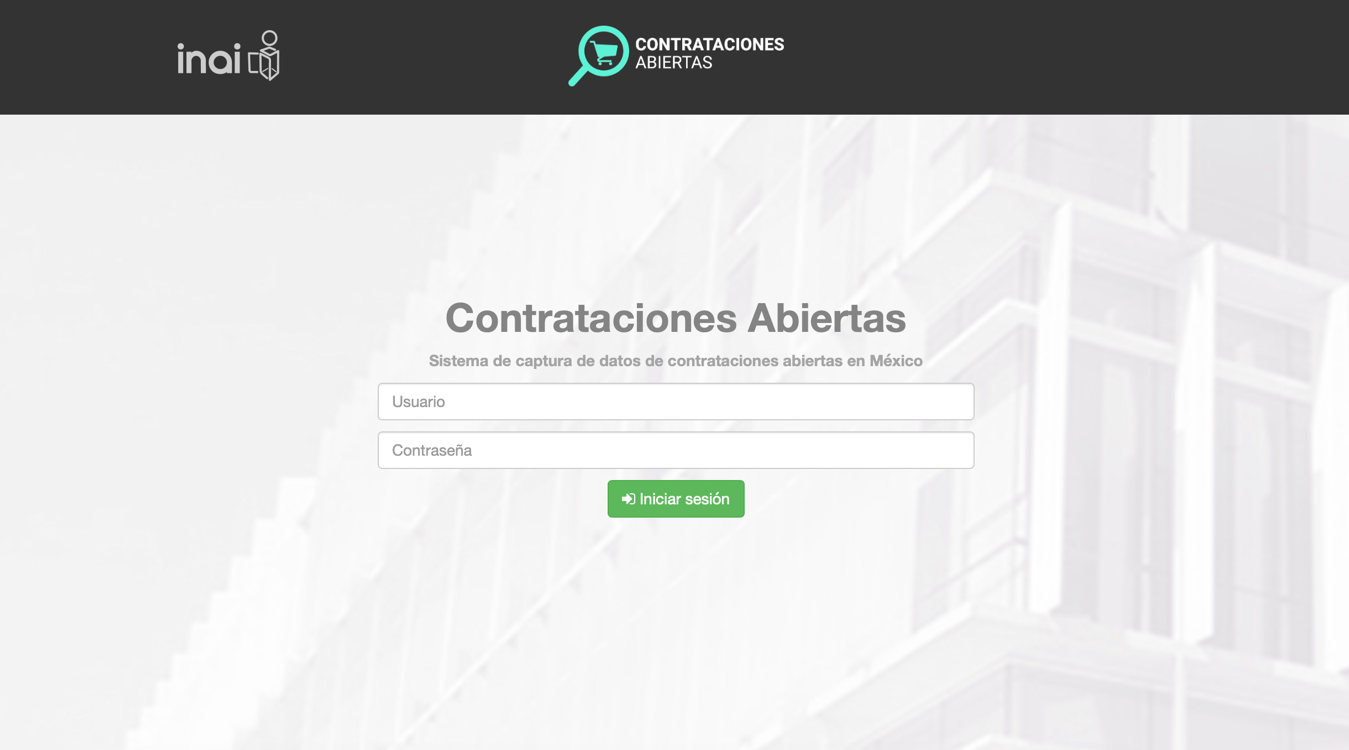 inai
CONTRATACIONES
ABIERTAS
Contrataciones Abiertas
Sistema de captura de datos de contrataciones abiertas en México
Usuario
Contraseña
Iniciar sesión